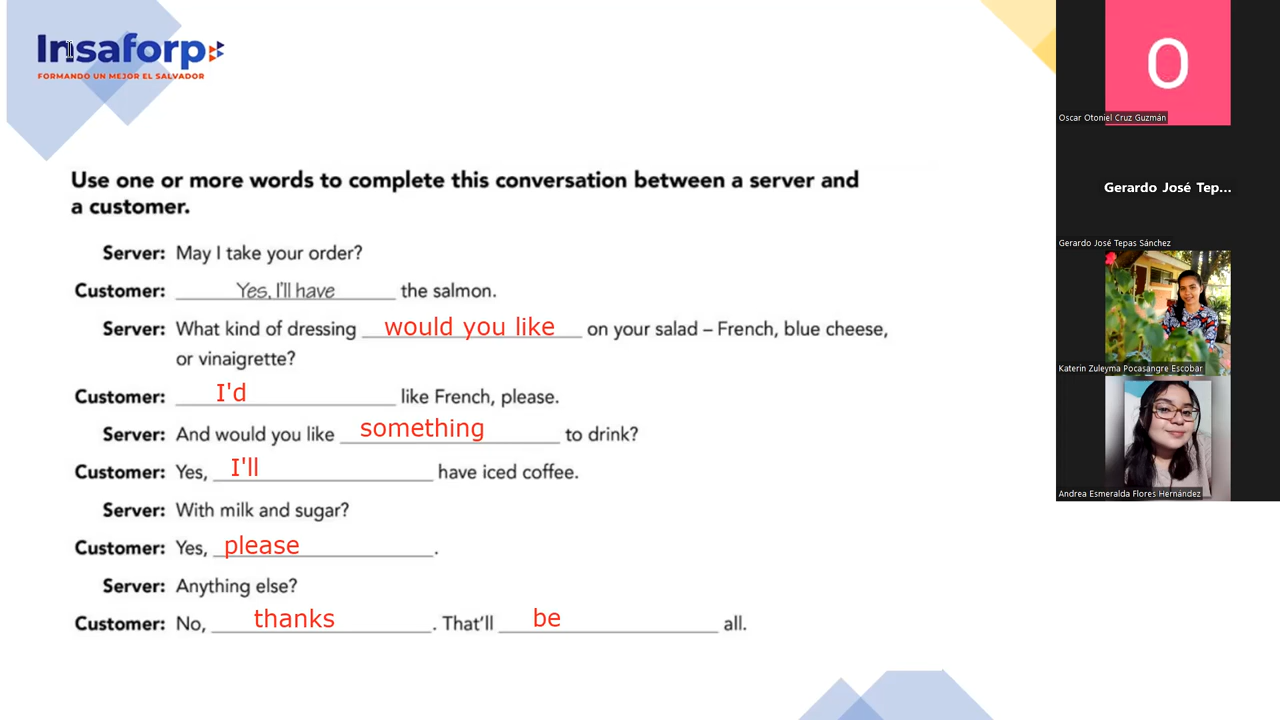 Insaforp
FORMANDO UN MEJOR EL SALVADOR
Use one or more words to complete this conversation between a server and
a customer.
Server: May I take your order?
Customer: Yes, I'll have the salmon.
Server: What kind of dressing would you like on your salad – French, blue cheese,
or vinaigrette?
Customer: I'd like French, please.
Server: And would you like something to drink?
Customer: Yes, I'll have iced coffee.
Server: With milk and sugar?
Customer: Yes, please.
Server: Anything else?
Customer: No, thanks. That'll be all.
O
Oscar Otoniel Cruz Guzmán
Gerardo José Tep...
Gerardo José Tepas Sánchez
Katerin Zuleyma Pocasangre Escobar
Andrea Esmeralda Flores Hernández